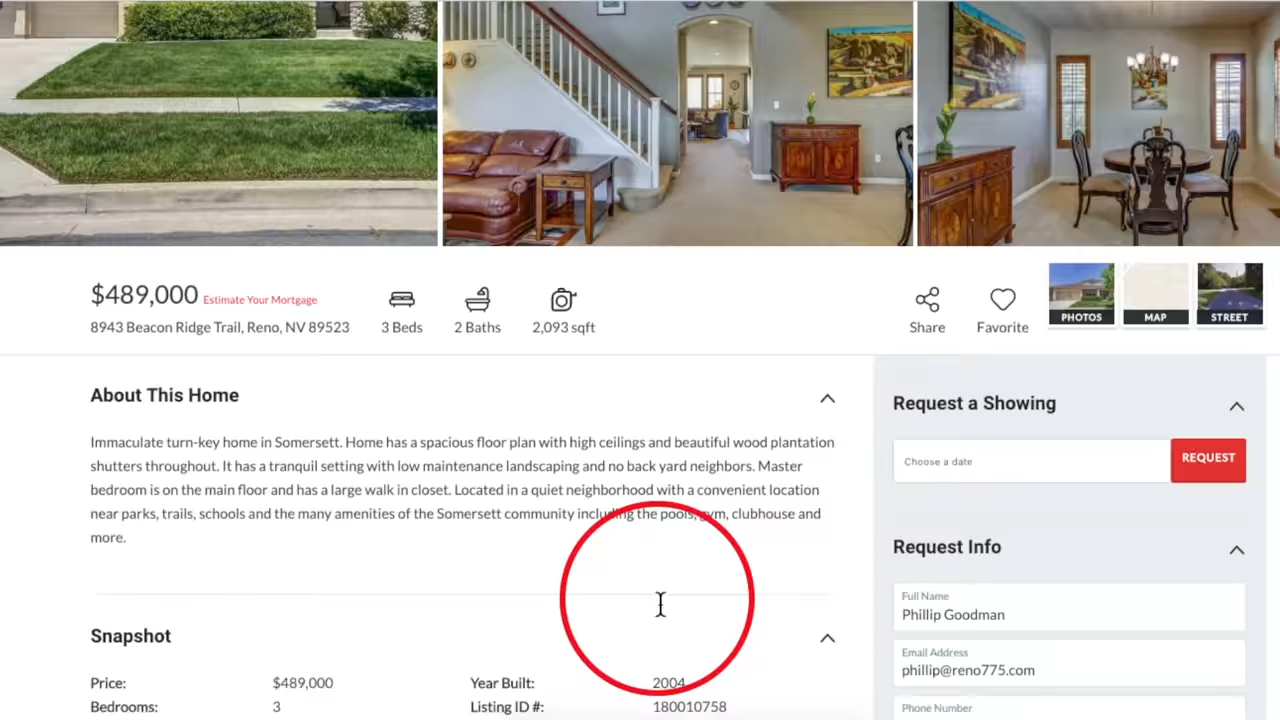 $489,000 Estimate Your Mortgage
8943 Beacon Ridge Trail, Reno, NV 89523
3 Beds
2 Baths
2,093 sqft
Share
Favorite
PHOTOS
MAP
STREET
About This Home
Immaculate turn-key home in Somersett. Home has a spacious floor plan with high ceilings and beautiful wood plantation
shutters throughout. It has a tranquil setting with low maintenance landscaping and no back yard neighbors. Master
bedroom is on the main floor and has a large walk in closet. Located in a quiet neighborhood with a convenient location
near parks, trails, schools and the many amenities of the Somersett community including the pools, gym, clubhouse and
more.
Snapshot
Price: $489,000 Year Built: 2004
Bedrooms: 3 Listing ID #: 180010758
Request a Showing
Choose a date
REQUEST
Request Info
Full Name
Phillip Goodman
Email Address
phillip@reno775.com
Phone Number